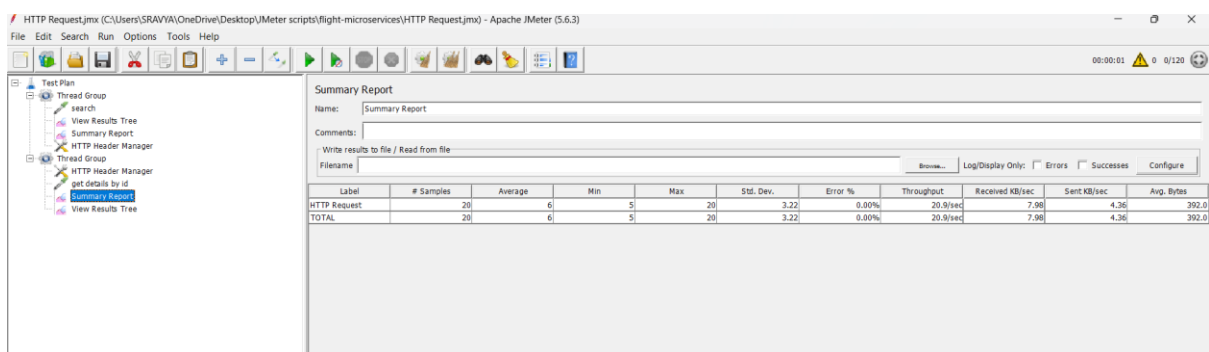 HTTP Request.jmx (C:\Users\SRAVYA\OneDrive\Desktop\JMeter scripts\flight-microservices\HTTP Request.jmx) - Apache JMeter (5.6.3)
File Edit Search Run Options Tools Help
00:00:01 0 0/120
Test Plan
Thread Group
search
View Results Tree
Summary Report
HTTP Header Manager
Thread Group
HTTP Header Manager
get details by id
Summary Report
View Results Tree
Summary Report
Name: Summary Report
Comments:
Write results to file / Read from file
Filename Browse... Log/Display Only: Errors Successes Configure
Label # Samples Average Min Max Std. Dev. Error % Throughput Received KB/sec Sent KB/sec Avg. Bytes
HTTP Request 20 6 5 20 3.22 0.00% 20.9/sec 7.98 4.36 392.0
TOTAL 20 6 5 20 3.22 0.00% 20.9/sec 7.98 4.36 392.0